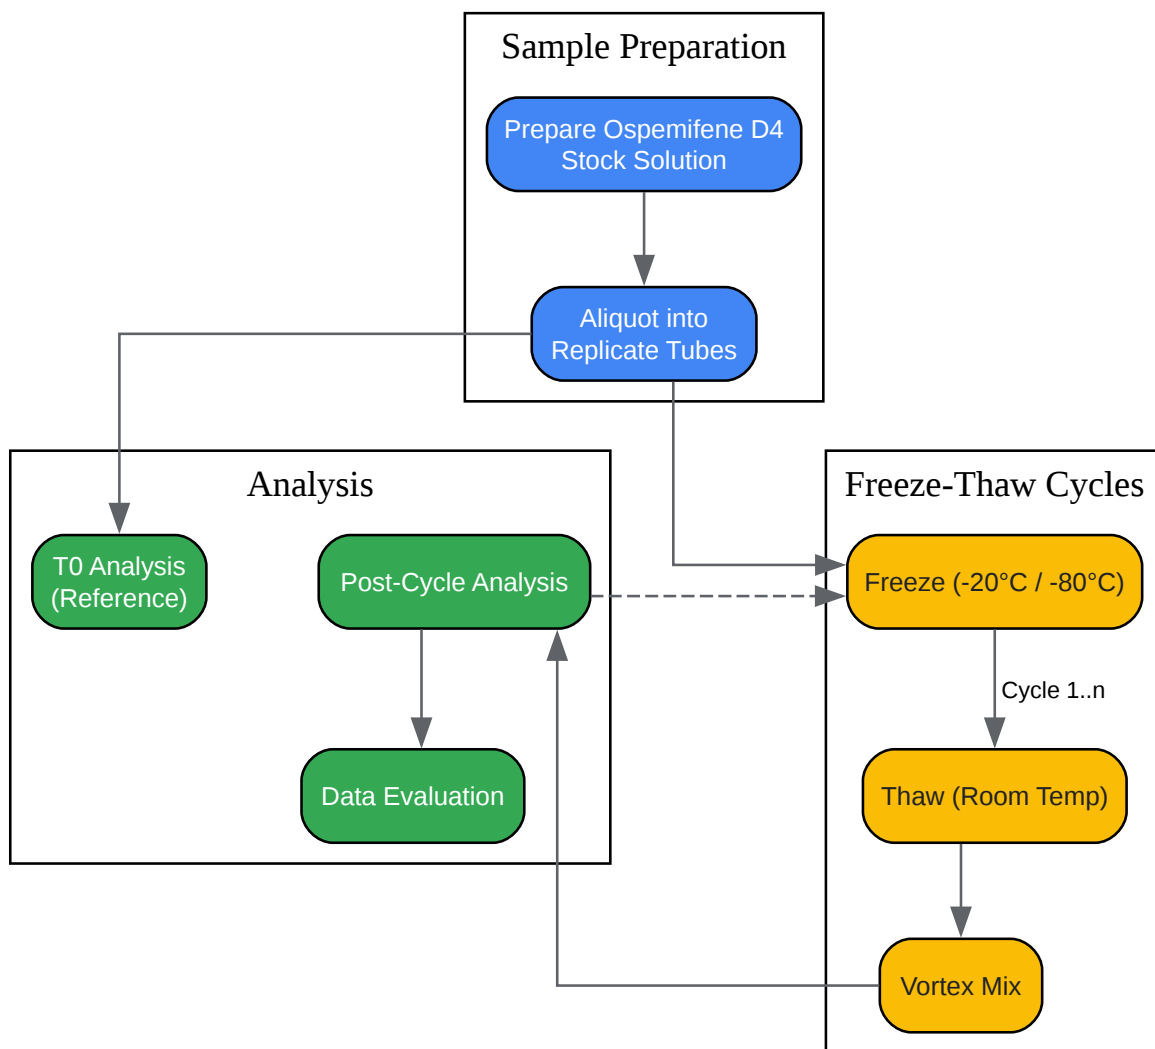 Sample Preparation
Prepare Ospemifene D4
Stock Solution
Aliquot into
Replicate Tubes
Analysis
T0 Analysis
(Reference)
Post-Cycle Analysis
Data Evaluation
Freeze-Thaw Cycles
Freeze (-20°C / -80°C)
Cycle 1..n
Thaw (Room Temp)
Vortex Mix